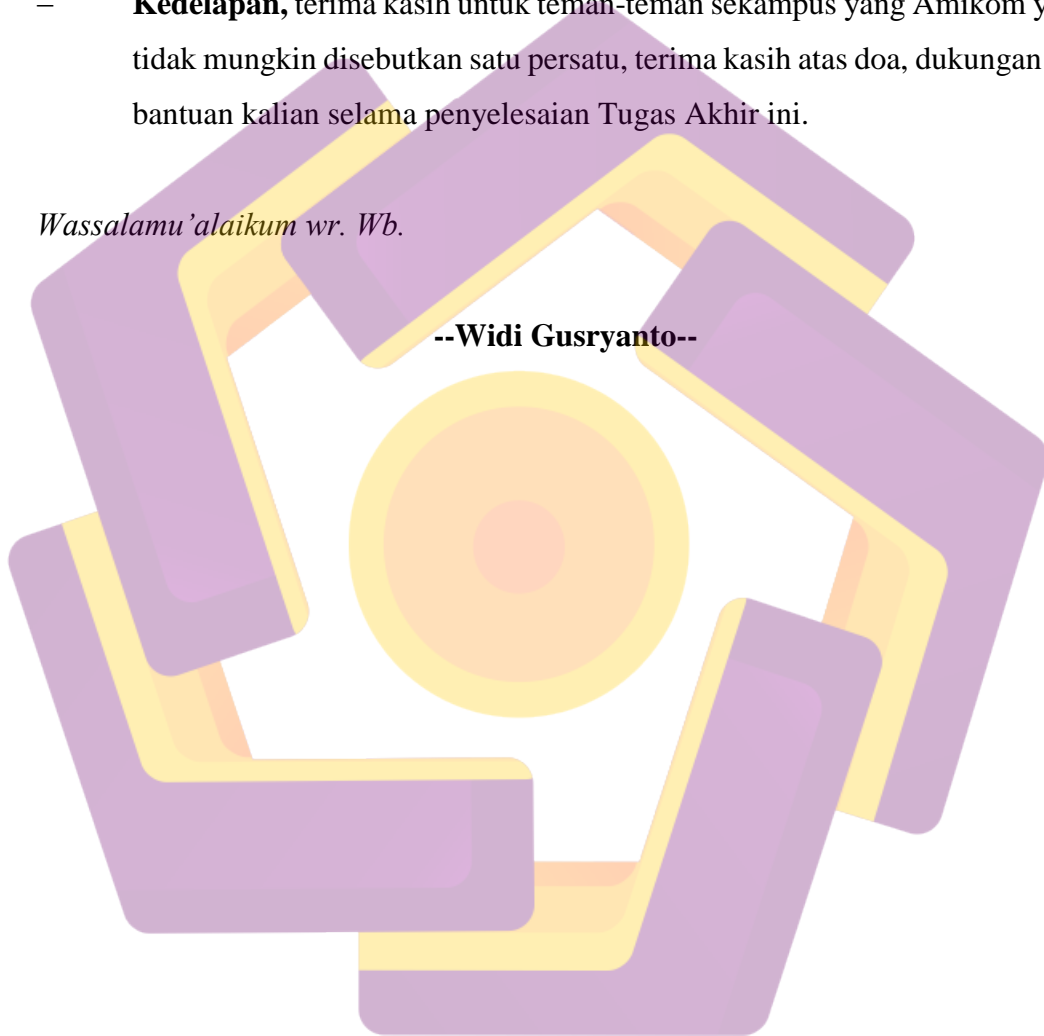 – Kedelapan, terima kasih untuk teman-teman sekampus yang Amikom y
tidak mungkin disebutkan satu persatu, terima kasih atas doa, dukungan
bantuan kalian selama penyelesaian Tugas Akhir ini.
Wassalamu’alaikum wr. Wb.
--Widi Gusryanto--